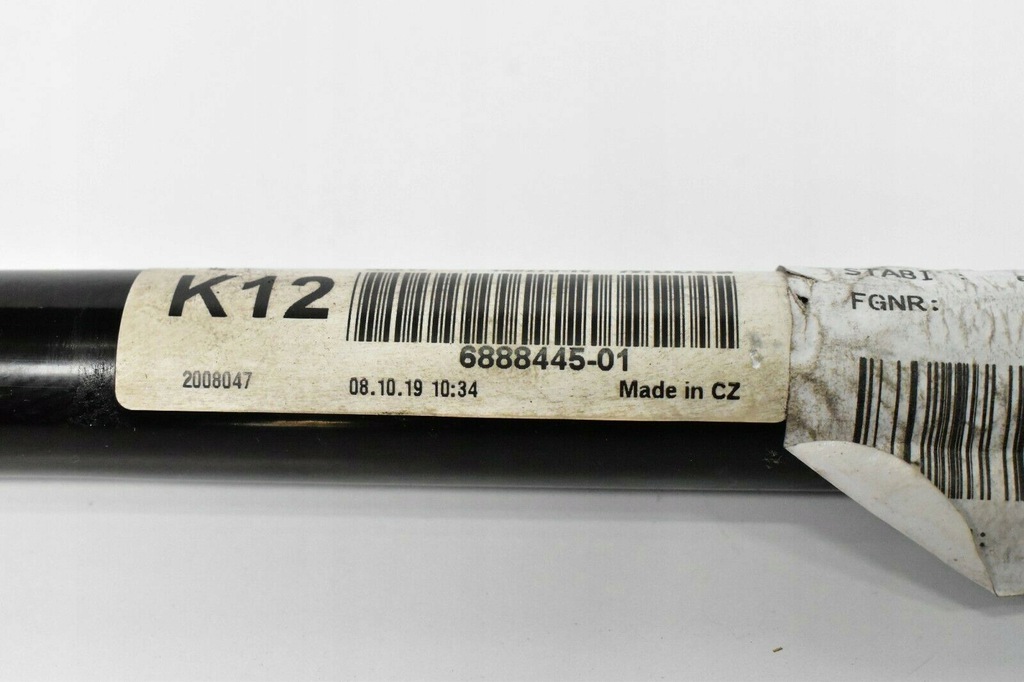 K12
6888445-01
2008047
08.10.19 10:34
Made in CZ
STABI :
FGNR: